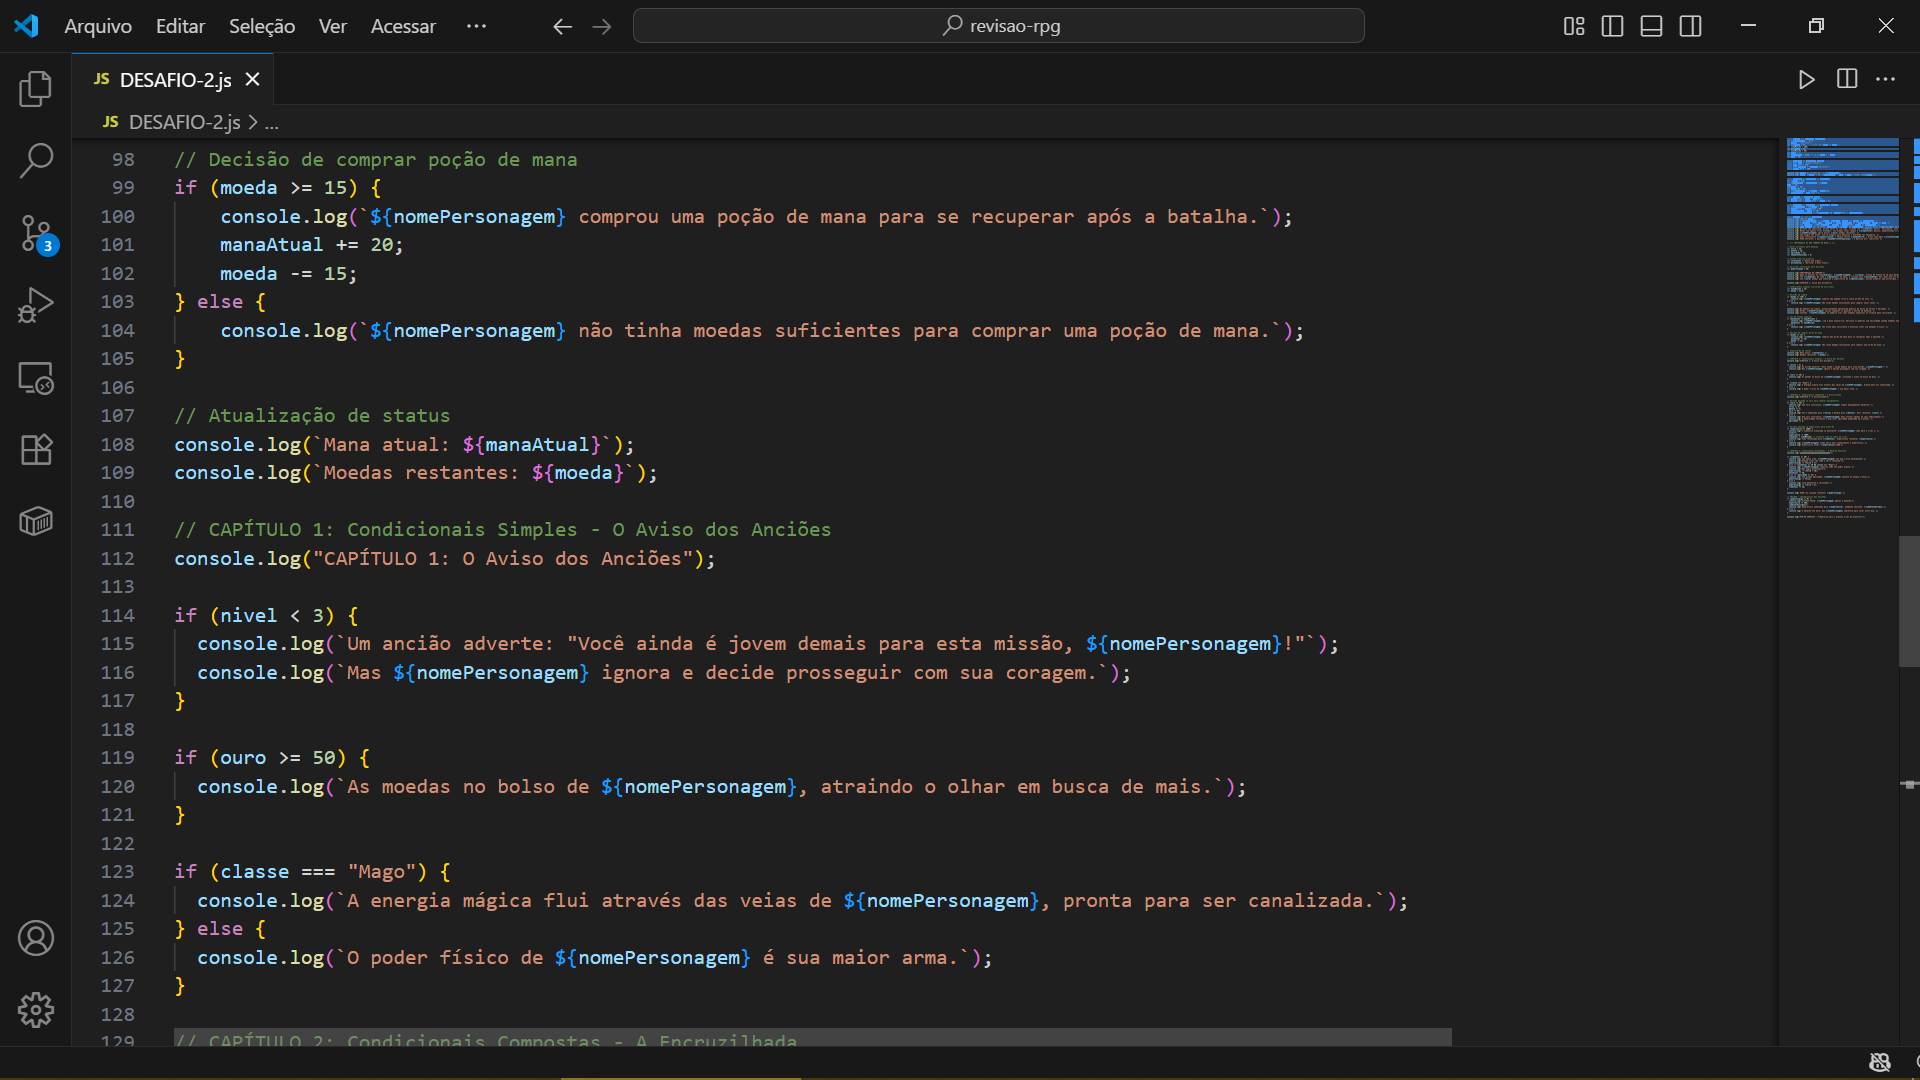 Arquivo Editar Seleção Ver Acessar ··· revisao-rpg
JS DESAFIO-2.js
JS DESAFIO-2.js > ...
98 // Decisão de comprar poção de mana
99 if (moeda >= 15) {
100 console.log(`${nomePersonagem} comprou uma poção de mana para se recuperar após a batalha.`);
101 manaAtual += 20;
102 moeda -= 15;
103 } else {
104 console.log(`${nomePersonagem} não tinha moedas suficientes para comprar uma poção de mana.`);
105 }
106
107 // Atualização de status
108 console.log(`Mana atual: ${manaAtual}`);
109 console.log(`Moedas restantes: ${moeda}`);
110
111 // CAPÍTULO 1: Condicionais Simples - O Aviso dos Anciões
112 console.log("CAPÍTULO 1: O Aviso dos Anciões");
113
114 if (nivel < 3) {
115 console.log(`Um ancião adverte: "Você ainda é jovem demais para esta missão, ${nomePersonagem}!"`);
116 console.log(`Mas ${nomePersonagem} ignora e decide prosseguir com sua coragem.`);
117 }
118
119 if (ouro >= 50) {
120 console.log(`As moedas no bolso de ${nomePersonagem}, atraindo o olhar em busca de mais.`);
121 }
122
123 if (classe === "Mago") {
124 console.log(`A energia mágica flui através das veias de ${nomePersonagem}, pronta para ser canalizada.`);
125 } else {
126 console.log(`O poder físico de ${nomePersonagem} é sua maior arma.`);
127 }
128
129 // CAPÍTULO 2: Condicionais Compostas - A Encruzilhada
3